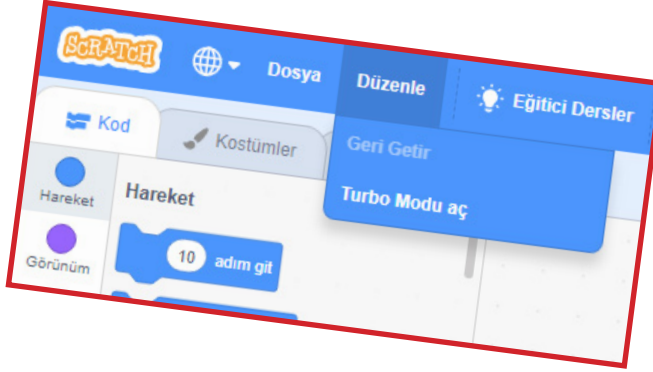 SCRATCH Dosya Düzenle Eğitici Dersler
Kod Kostümler
Geri Getir
Turbo Modu aç
Hareket Hareket
10 adım git
Görünüm